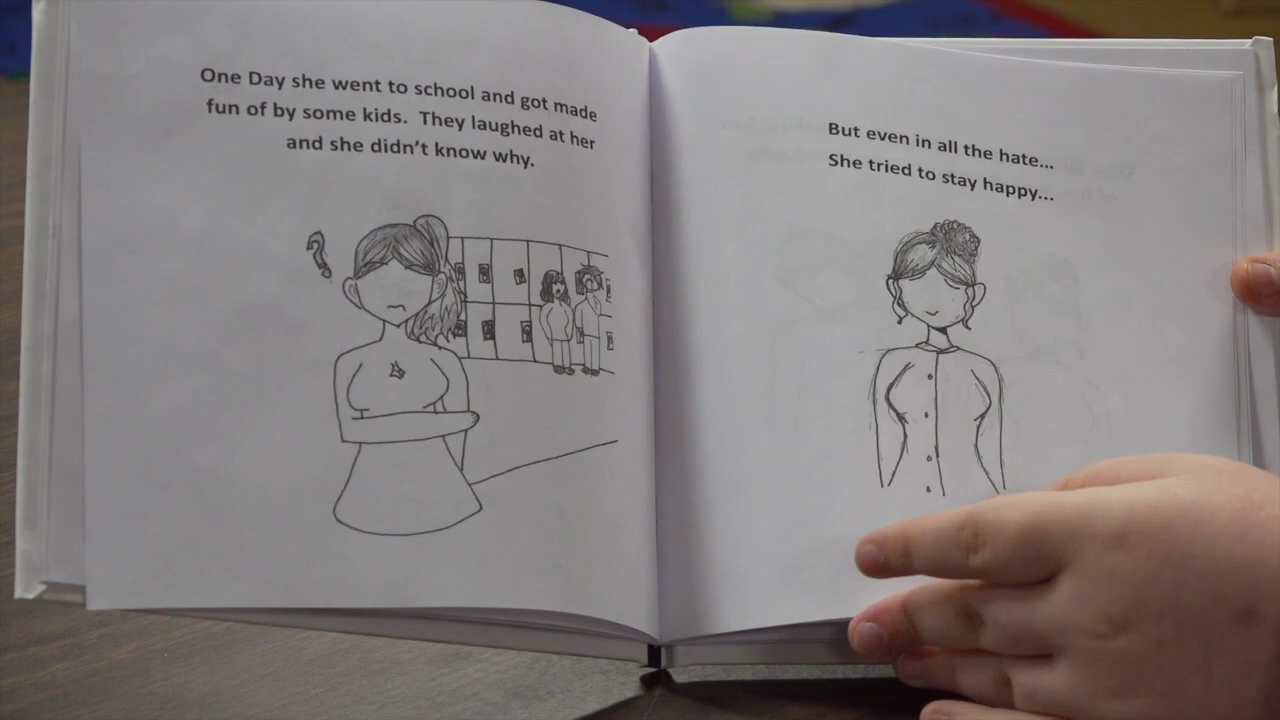 One Day she went to school and got made
fun of by some kids. They laughed at her
and she didn't know why.
?
But even in all the hate...
She tried to stay happy...